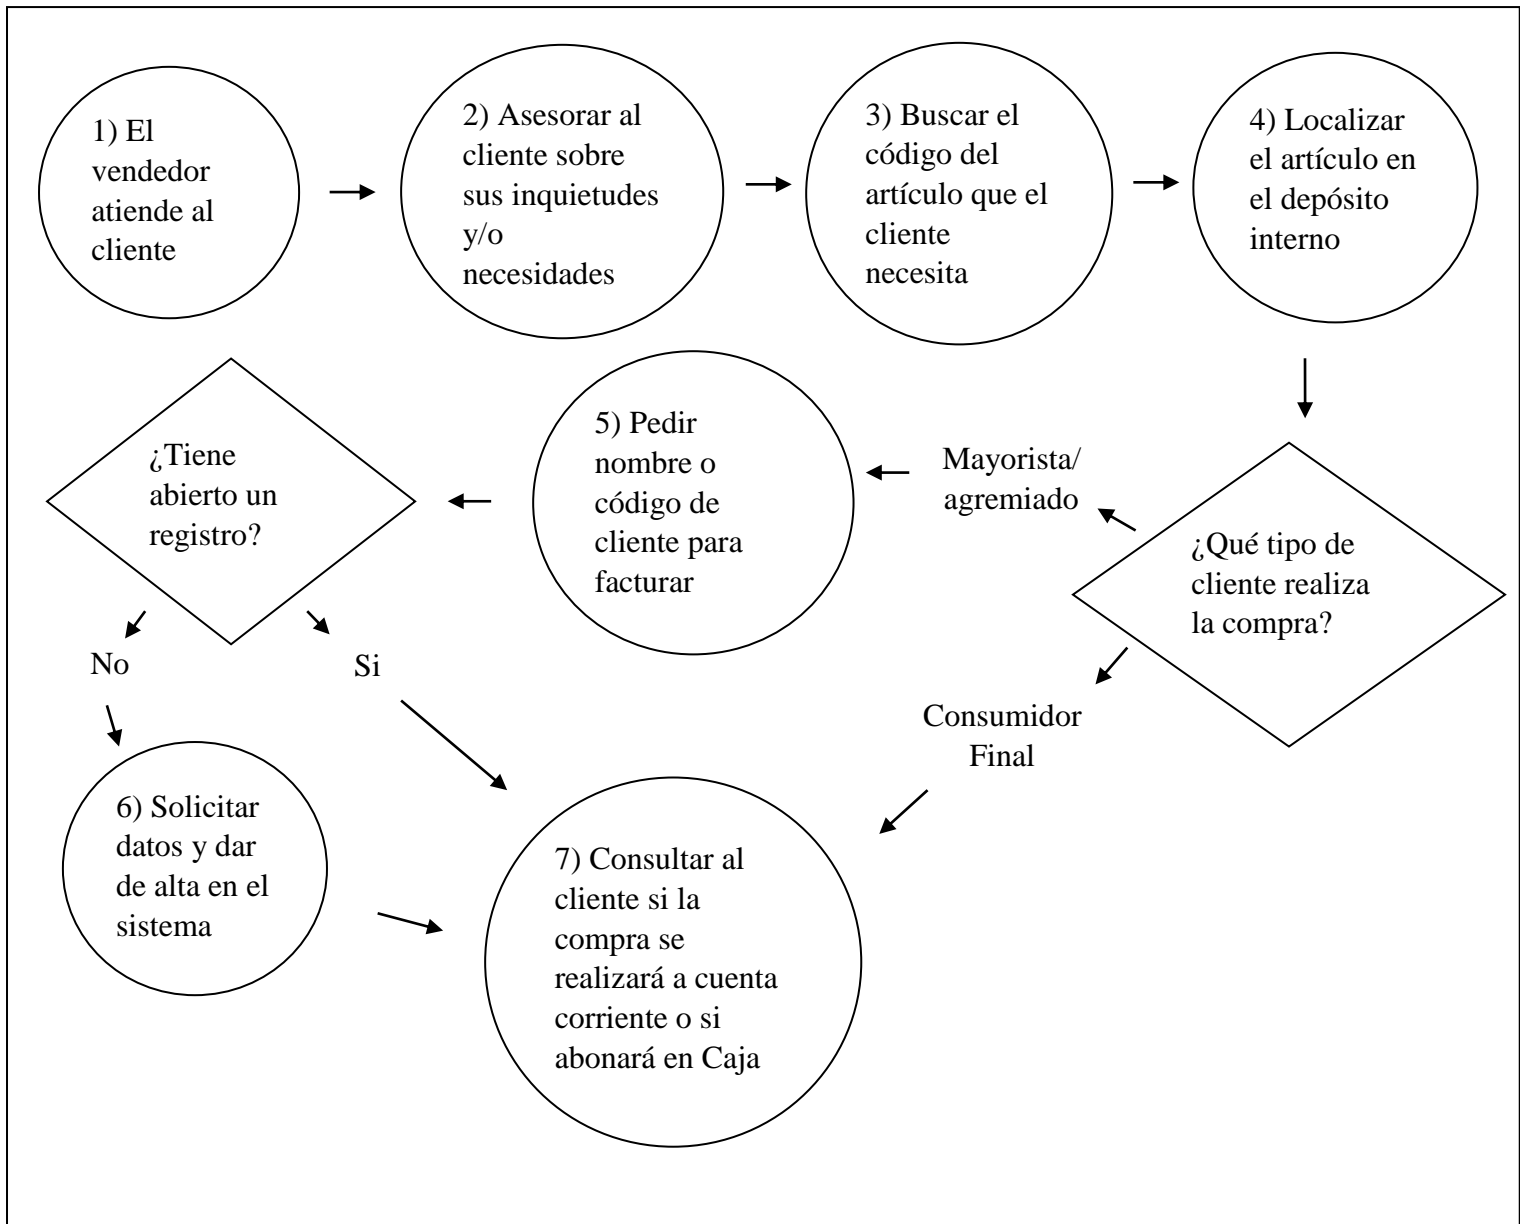 1) El
vendedor
atiende al
cliente
2) Asesorar al
cliente sobre
sus inquietudes
y/o
necesidades
3) Buscar el
código del
artículo que el
cliente
necesita
4) Localizar
el artículo en
el depósito
interno
¿Qué tipo de
cliente realiza
la compra?
Mayorista/
agremiado
5) Pedir
nombre o
código de
cliente para
facturar
¿Tiene
abierto un
registro?
No
Si
Consumidor
Final
6) Solicitar
datos y dar
de alta en el
sistema
7) Consultar al
cliente si la
compra se
realizará a cuenta
corriente o si
abonará en Caja